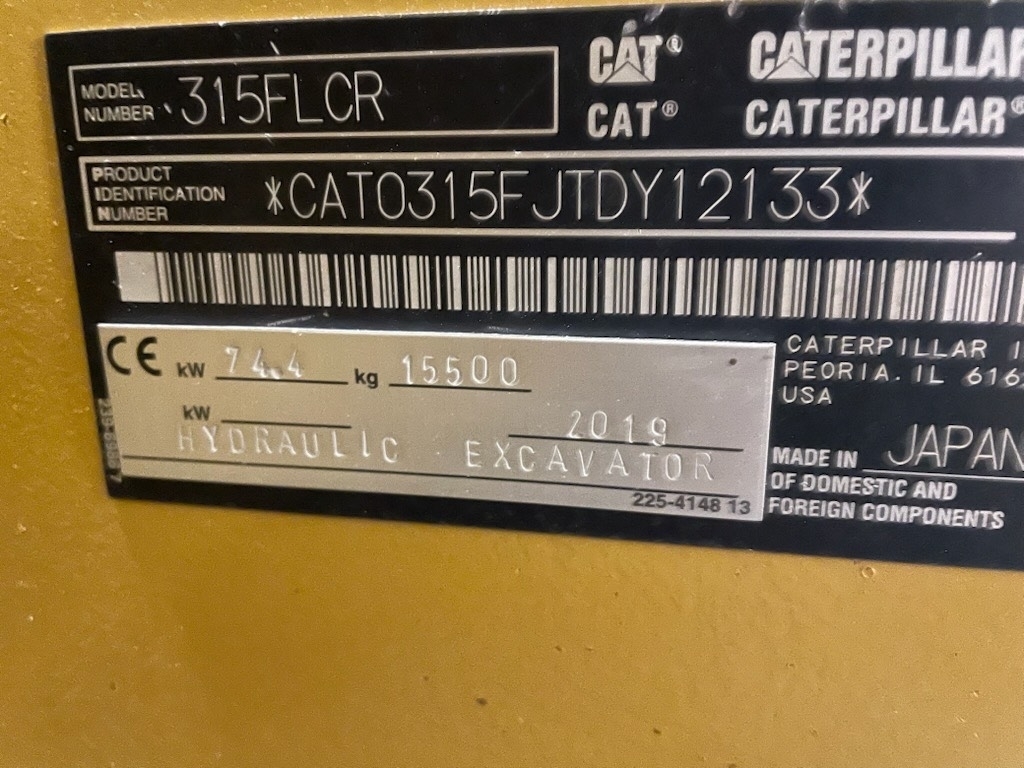 MODEL
NUMBER 315FLCR
CAT® CATERPILLAR
CAT® CATERPILLAR®
PRODUCT
IDENTIFICATION
NUMBER *CAT0315FJTDY12133*
CE kW 74.4 kg 15500
kW
2019
HYDRAULIC EXCAVATOR
225-4148 13
CATERPILLAR
PEORIA. IL
USA
MADE IN JAPAN
OF DOMESTIC AND
FOREIGN COMPONENTS